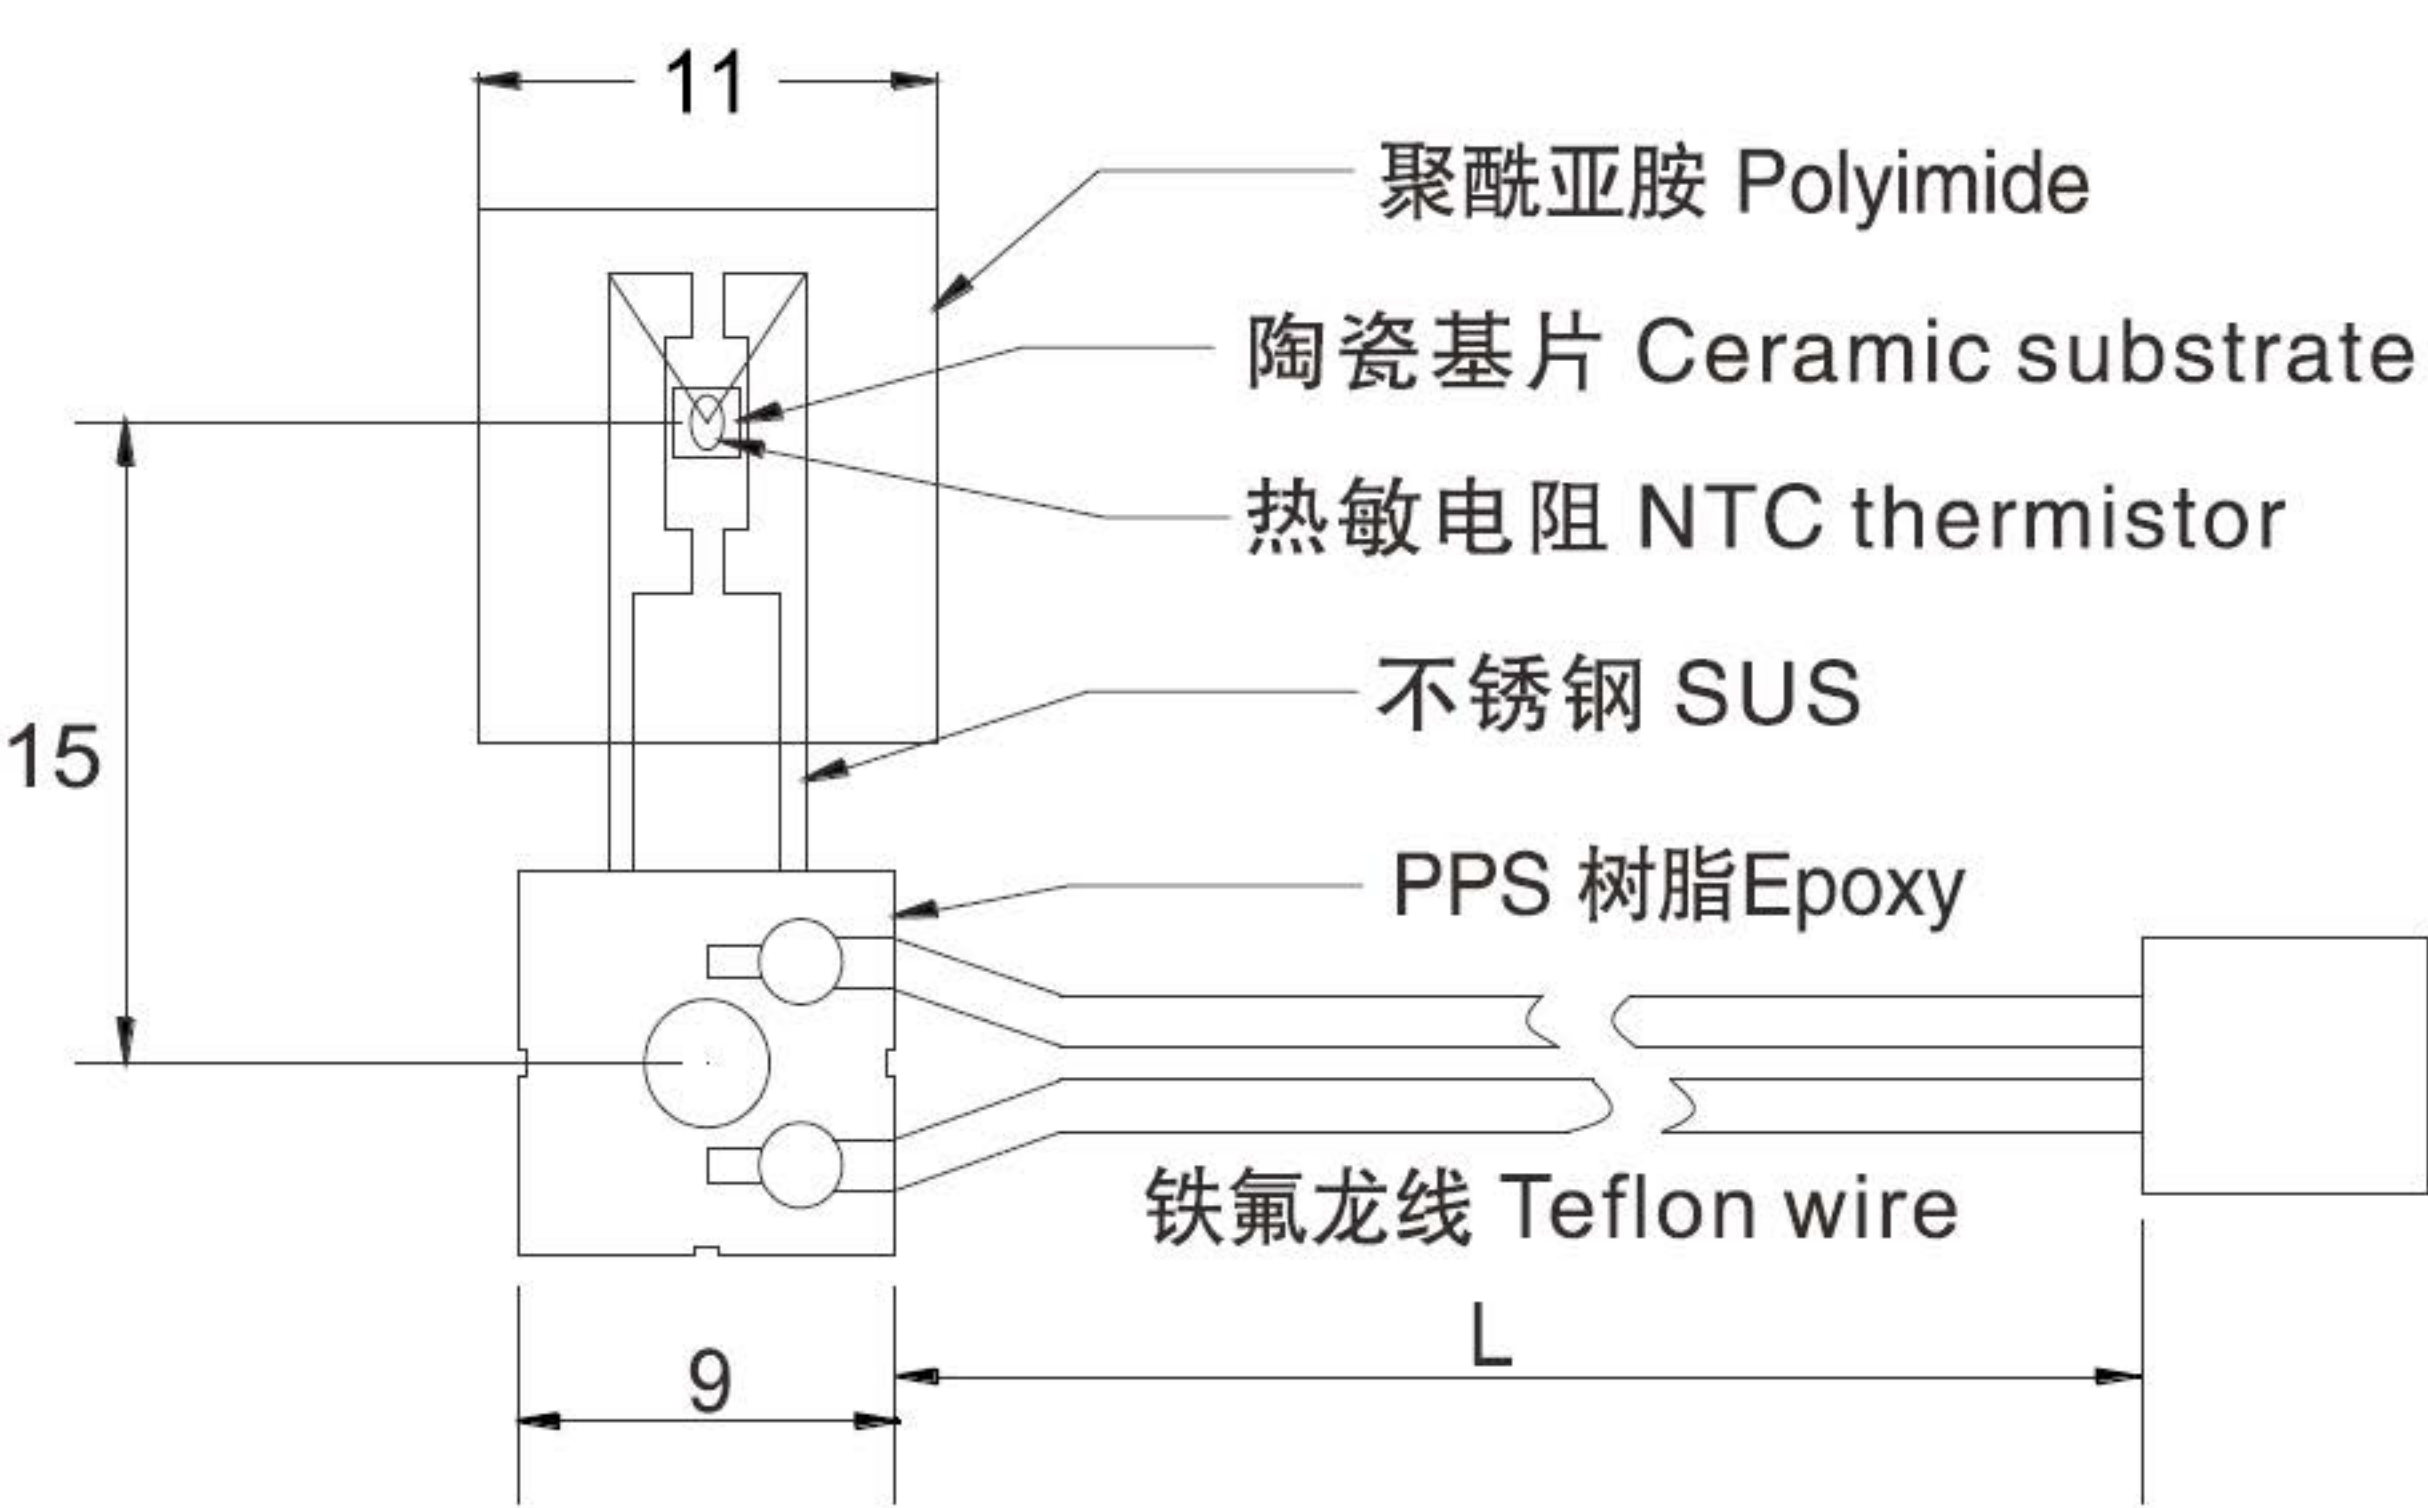 11
聚酰亚胺 Polyimide
陶瓷基片 Ceramic substrate
热敏电阻 NTC thermistor
不锈钢 SUS
15
PPS 树脂Epoxy
铁氟龙线 Teflon wire
L
9